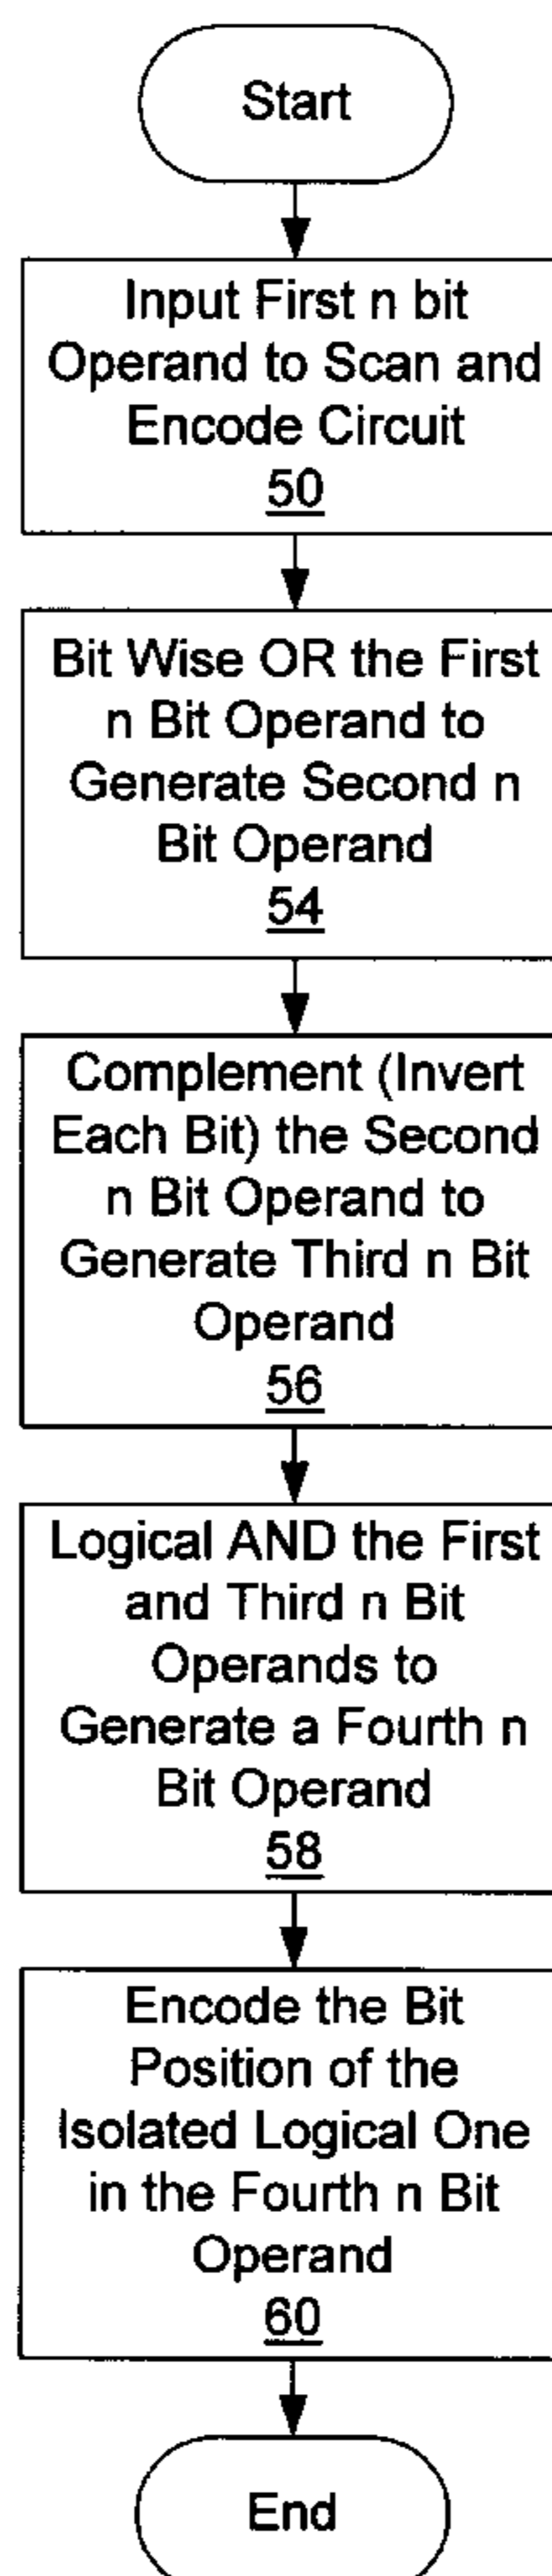 Start
Input First n bit
Operand to Scan and
Encode Circuit
50
Bit Wise OR the First
n Bit Operand to
Generate Second n
Bit Operand
54
Complement (Invert
Each Bit) the Second
n Bit Operand to
Generate Third n Bit
Operand
56
Logical AND the First
and Third n Bit
Operands to
Generate a Fourth n
Bit Operand
58
Encode the Bit
Position of the
Isolated Logical One
in the Fourth n Bit
Operand
60
End